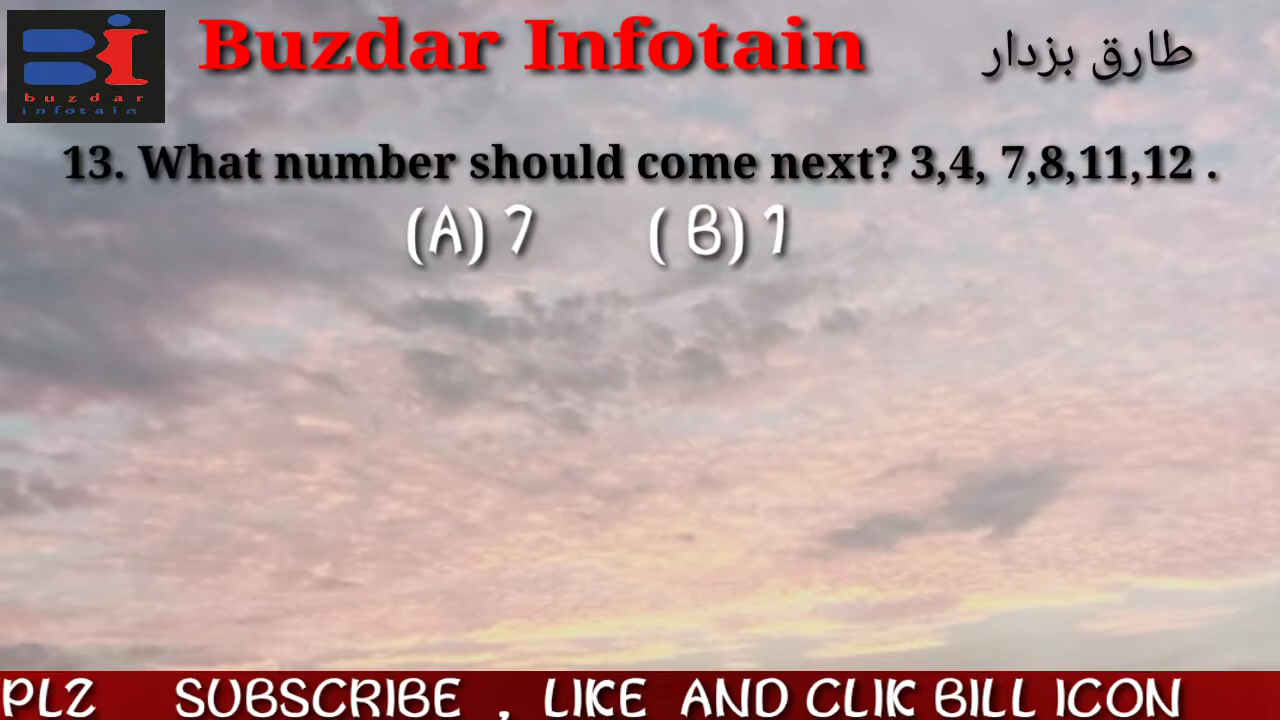 Buzdar Infotain
طارق بزدار
buzdar
infotain
13. What number should come next? 3,4, 7,8,11,12 .
(A) 7 ( B) 1
PLZ SUBSCRIBE , LIKE AND CLIK BILL ICON